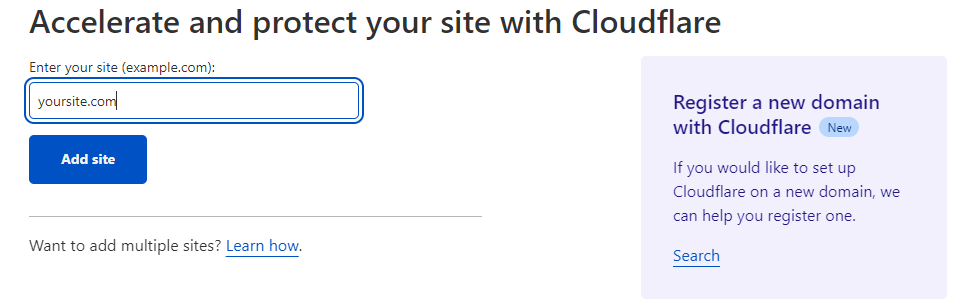 Accelerate and protect your site with Cloudflare
Enter your site (example.com):
yoursite.com
Add site
Want to add multiple sites? Learn how.
Register a new domain
with Cloudflare New
If you would like to set up
Cloudflare on a new domain, we
can help you register one.
Search